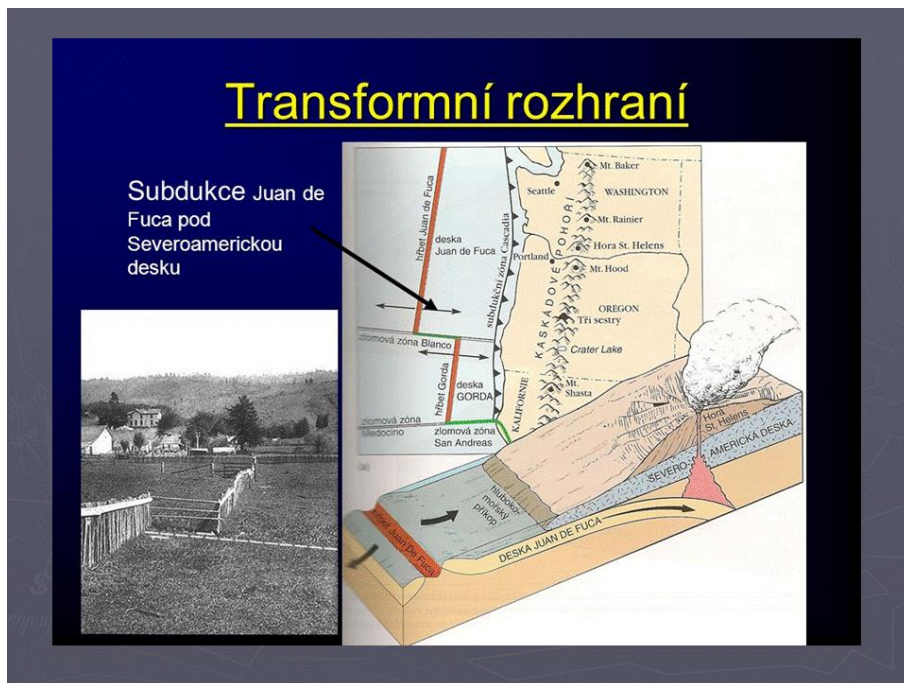 Transformní rozhraní
Subdukce Juan de
Fuca pod
Severoamerickou
desku
hřbet Juan de Fuca
deska
Juan de Fuca
subdukční zóna Cascadia
Seattle
Mt. Baker
WASHINGTON
Mt. Rainier
Hora St. Helens
Portland
Mt. Hood
KASKÁDOVÉ POHOŘÍ
OREGON
Tři sestry
zlomová zóna Blanco
Crater Lake
hřbet Gorda
deska
GORDA
KALIFORNIE
Mt.
Shasta
zlomová zóna
Medocino
zlomová zóna
San Andreas
Hora
St. Helens
SEVERO AMERICKÁ DESKA
hluboko-
mořský
příkop
hřbet Juan De Fuca
DESKA JUAN DE FUCA